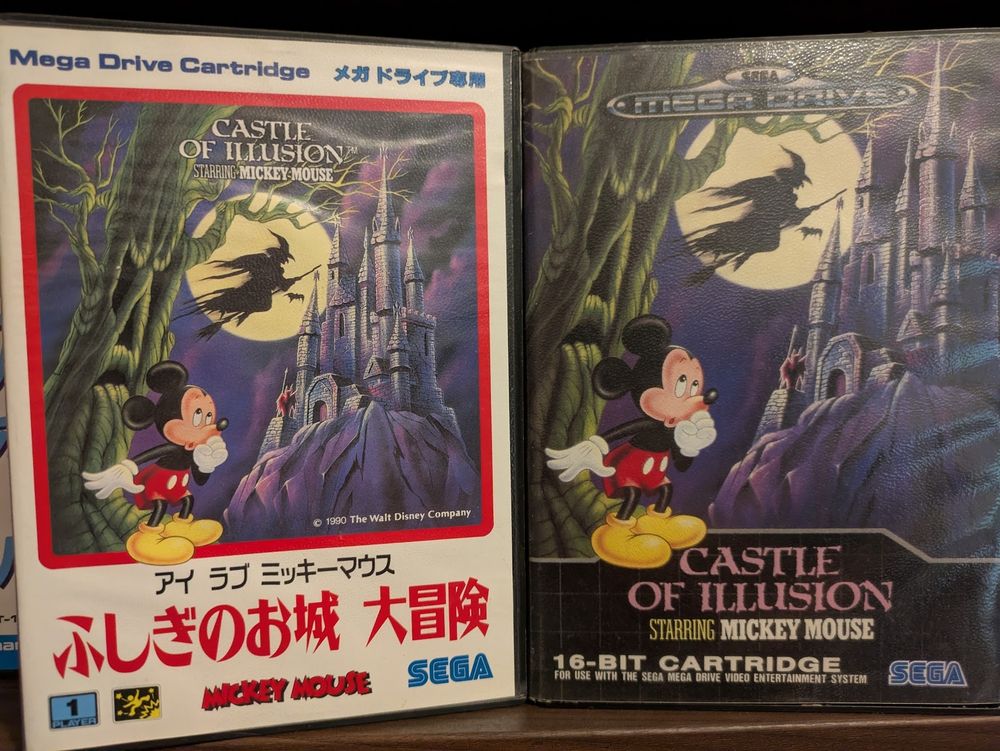 Mega Drive Cartridge メガドライブ専用
CASTLE
OF ILLUSION™
STARRING MICKEY MOUSE
© 1990 The Walt Disney Company
アイ ラブ ミッキーマウス
ふしぎのお城 大冒険
1
PLAYER
MICKEY MOUSE
SEGA
SEGA
MEGA DRIVE
CASTLE
OF ILLUSION
STARRING MICKEY MOUSE
16-BIT CARTRIDGE
FOR USE WITH THE SEGA MEGA DRIVE VIDEO ENTERTAINMENT SYSTEM
SEGA